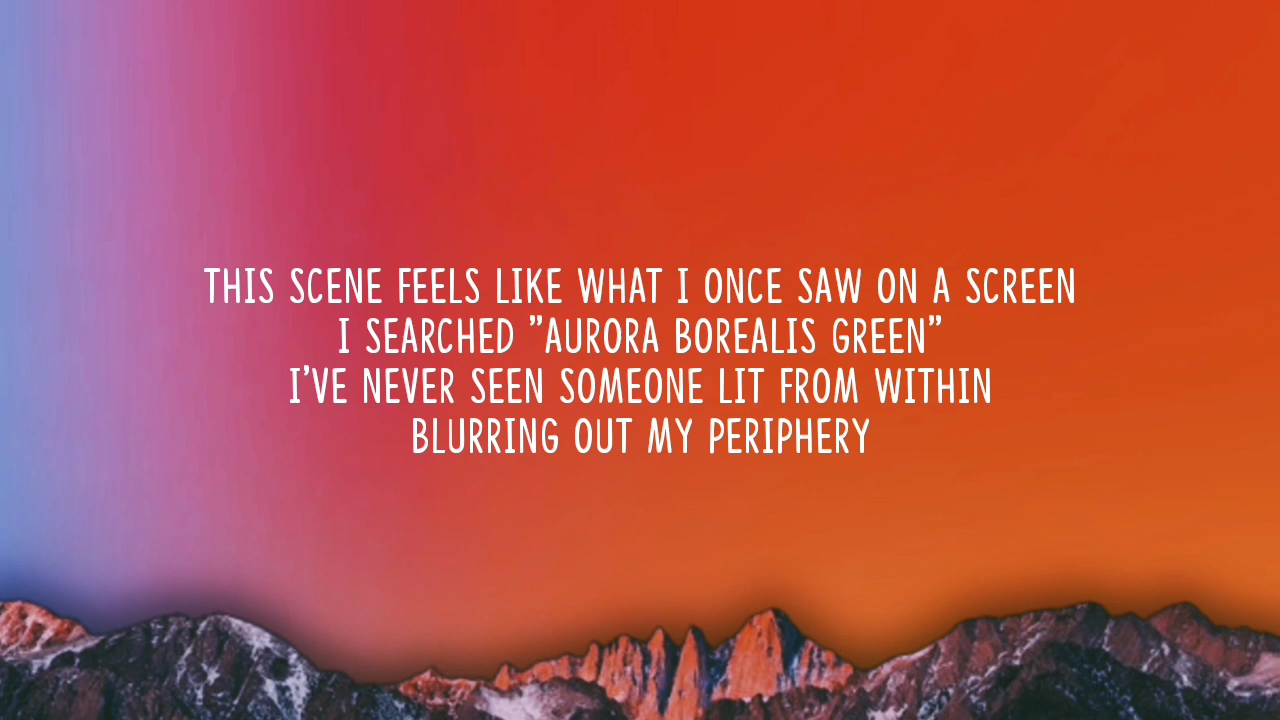 THIS SCENE FEELS LIKE WHAT I ONCE SAW ON A SCREEN
I SEARCHED "AURORA BOREALIS GREEN"
I'VE NEVER SEEN SOMEONE LIT FROM WITHIN
BLURRING OUT MY PERIPHERY